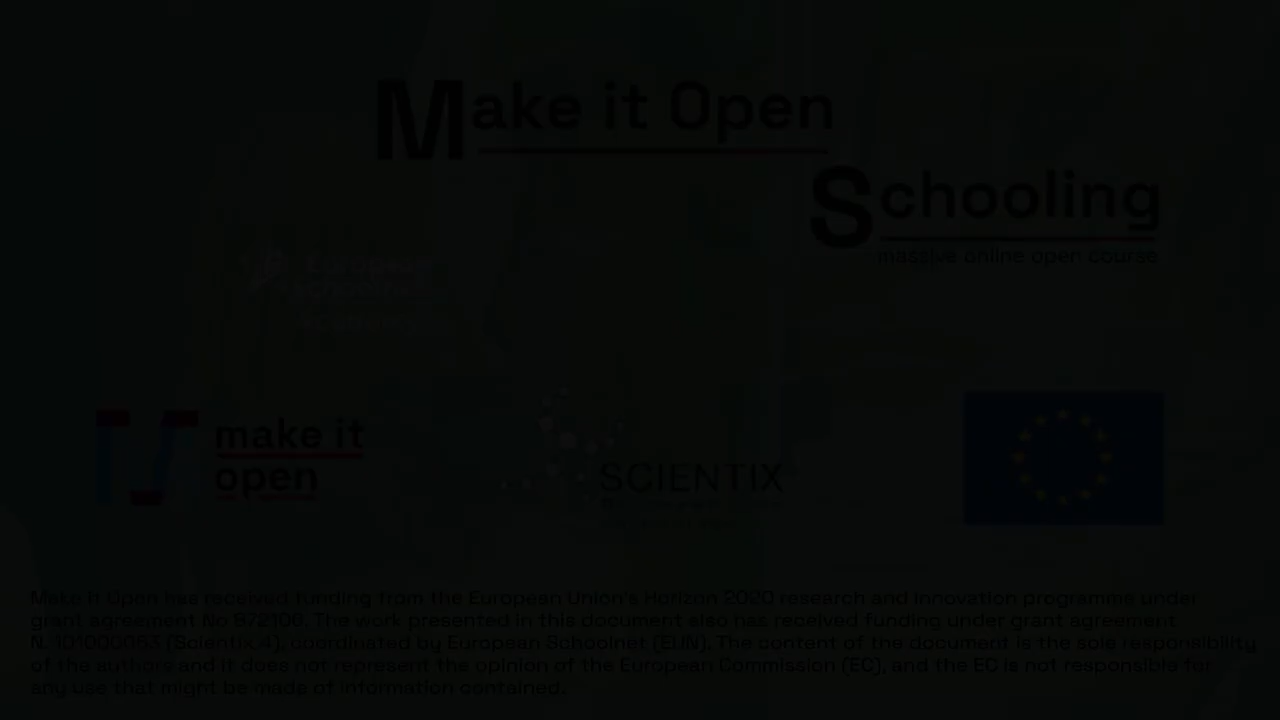 Make it Open
Schooling
massive online open course
European
Schoolnet
Academy
make it
open
SCIENTIX
Make it Open has received funding from the European Union's Horizon 2020 research and innovation programme under
grant agreement No 872106. The work presented in this document also has received funding under grant agreement
N. 101000063 (Scientix 4), coordinated by European Schoolnet (EUN). The content of the document is the sole responsibility
of the authors and it does not represent the opinion of the European Commission (EC), and the EC is not responsible for
any use that might be made of information contained.